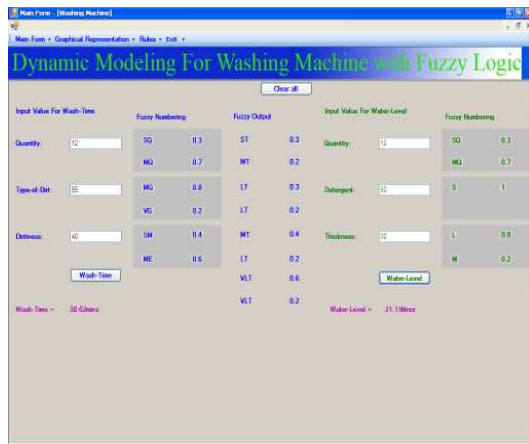 Main Form - [Washing Machine]
Main Form Graphical Representation Rules Exit
Dynamic Modeling For Washing Machine with Fuzzy Logic
Clear all
Input Value For Wash-Time Fuzzy Numbering Fuzzy Output Input Value For Water-Level Fuzzy Numbering
Quantity: 12 SQ 0.3 ST 0.3 Quantity: 12 SQ 0.3
MQ 0.7 MT 0.2 MQ 0.7
Type-of-Dirt: 55 MG 0.8 LT 0.3 Detergent: S 1
VG 0.2 LT 0.2
Dirtiness: 40 SM 0.4 MT 0.4 Thickness: L 0.8
ME 0.6 LT 0.2 M 0.2
Wash-Time VLT 0.6 Water-Level
VLT 0.2
Wash-Time = 30.62mins Water-Level = 21.19litres